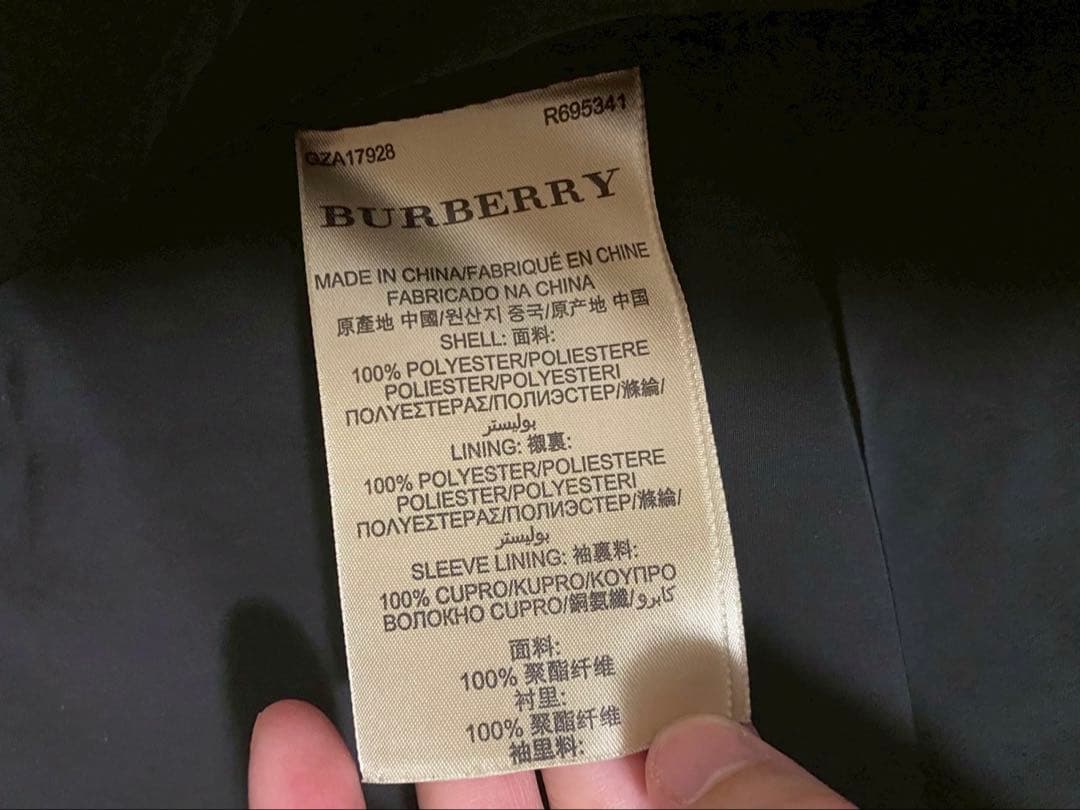 R695341
GZA17928
BURBERRY
MADE IN CHINA/FABRIQUÉ EN CHINE
FABRICADO NA CHINA
原產地 中國/원산지 중국/原产地 中国
SHELL: 面料:
100% POLYESTER/POLIESTERE
POLIESTER/POLYESTERI
ΠΟΛΥΕΣΤΕΡΑΣ/ПОЛИЭСТЕР/滌綸/
بوليستر
LINING: 襯裏:
100% POLYESTER/POLIESTERE
POLIESTER/POLYESTERI
ΠΟΛΥΕΣΤΕΡΑΣ/ПОЛИЭСТЕР/滌綸/
بوليستر
SLEEVE LINING: 袖裏料:
100% CUPRO/KUPRO/ΚΟΥΠΡΟ
ВОЛОКНО CUPRO/銅氨纖/كابرو
面料:
100% 聚酯纤维
衬里:
100% 聚酯纤维
袖里料: